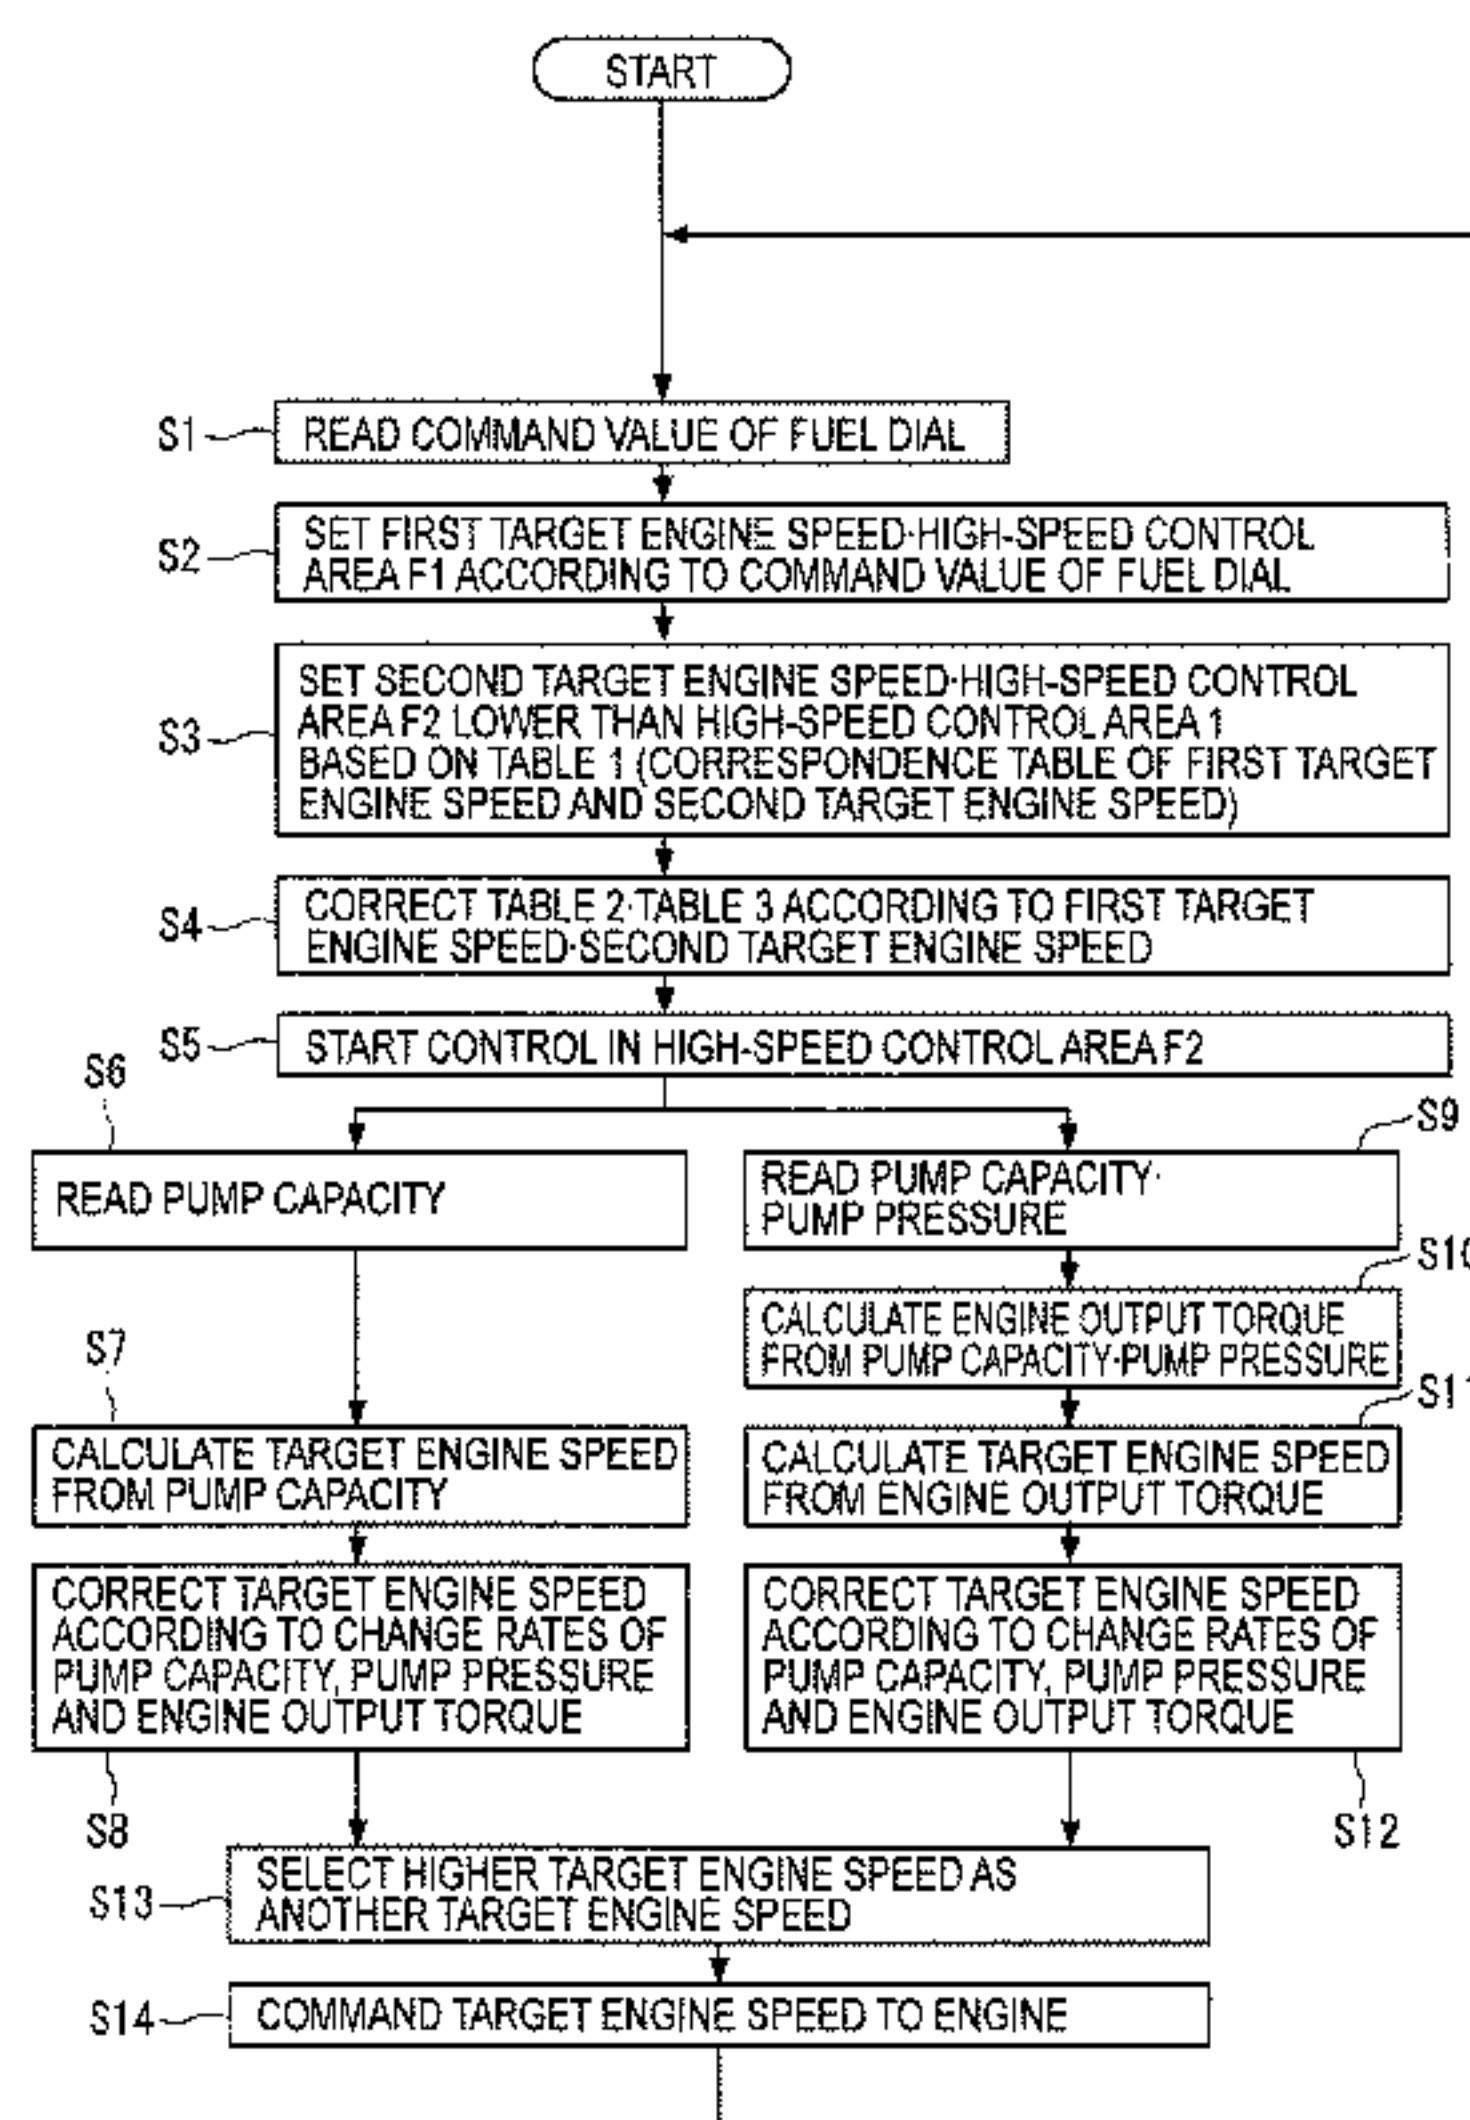 START
S1
READ COMMAND VALUE OF FUEL DIAL
S2
SET FIRST TARGET ENGINE SPEED·HIGH-SPEED CONTROL
AREA F1 ACCORDING TO COMMAND VALUE OF FUEL DIAL
S3
SET SECOND TARGET ENGINE SPEED·HIGH-SPEED CONTROL
AREA F2 LOWER THAN HIGH-SPEED CONTROL AREA 1
BASED ON TABLE 1 (CORRESPONDENCE TABLE OF FIRST TARGET
ENGINE SPEED AND SECOND TARGET ENGINE SPEED)
S4
CORRECT TABLE 2·TABLE 3 ACCORDING TO FIRST TARGET
ENGINE SPEED·SECOND TARGET ENGINE SPEED
S5
START CONTROL IN HIGH-SPEED CONTROL AREA F2
S6
READ PUMP CAPACITY
S7
CALCULATE TARGET ENGINE SPEED
FROM PUMP CAPACITY
CORRECT TARGET ENGINE SPEED
ACCORDING TO CHANGE RATES OF
PUMP CAPACITY, PUMP PRESSURE
AND ENGINE OUTPUT TORQUE
S8
S9
READ PUMP CAPACITY·
PUMP PRESSURE
S10
CALCULATE ENGINE OUTPUT TORQUE
FROM PUMP CAPACITY·PUMP PRESSURE
S11
CALCULATE TARGET ENGINE SPEED
FROM ENGINE OUTPUT TORQUE
CORRECT TARGET ENGINE SPEED
ACCORDING TO CHANGE RATES OF
PUMP CAPACITY, PUMP PRESSURE
AND ENGINE OUTPUT TORQUE
S12
S13
SELECT HIGHER TARGET ENGINE SPEED AS
ANOTHER TARGET ENGINE SPEED
S14
COMMAND TARGET ENGINE SPEED TO ENGINE